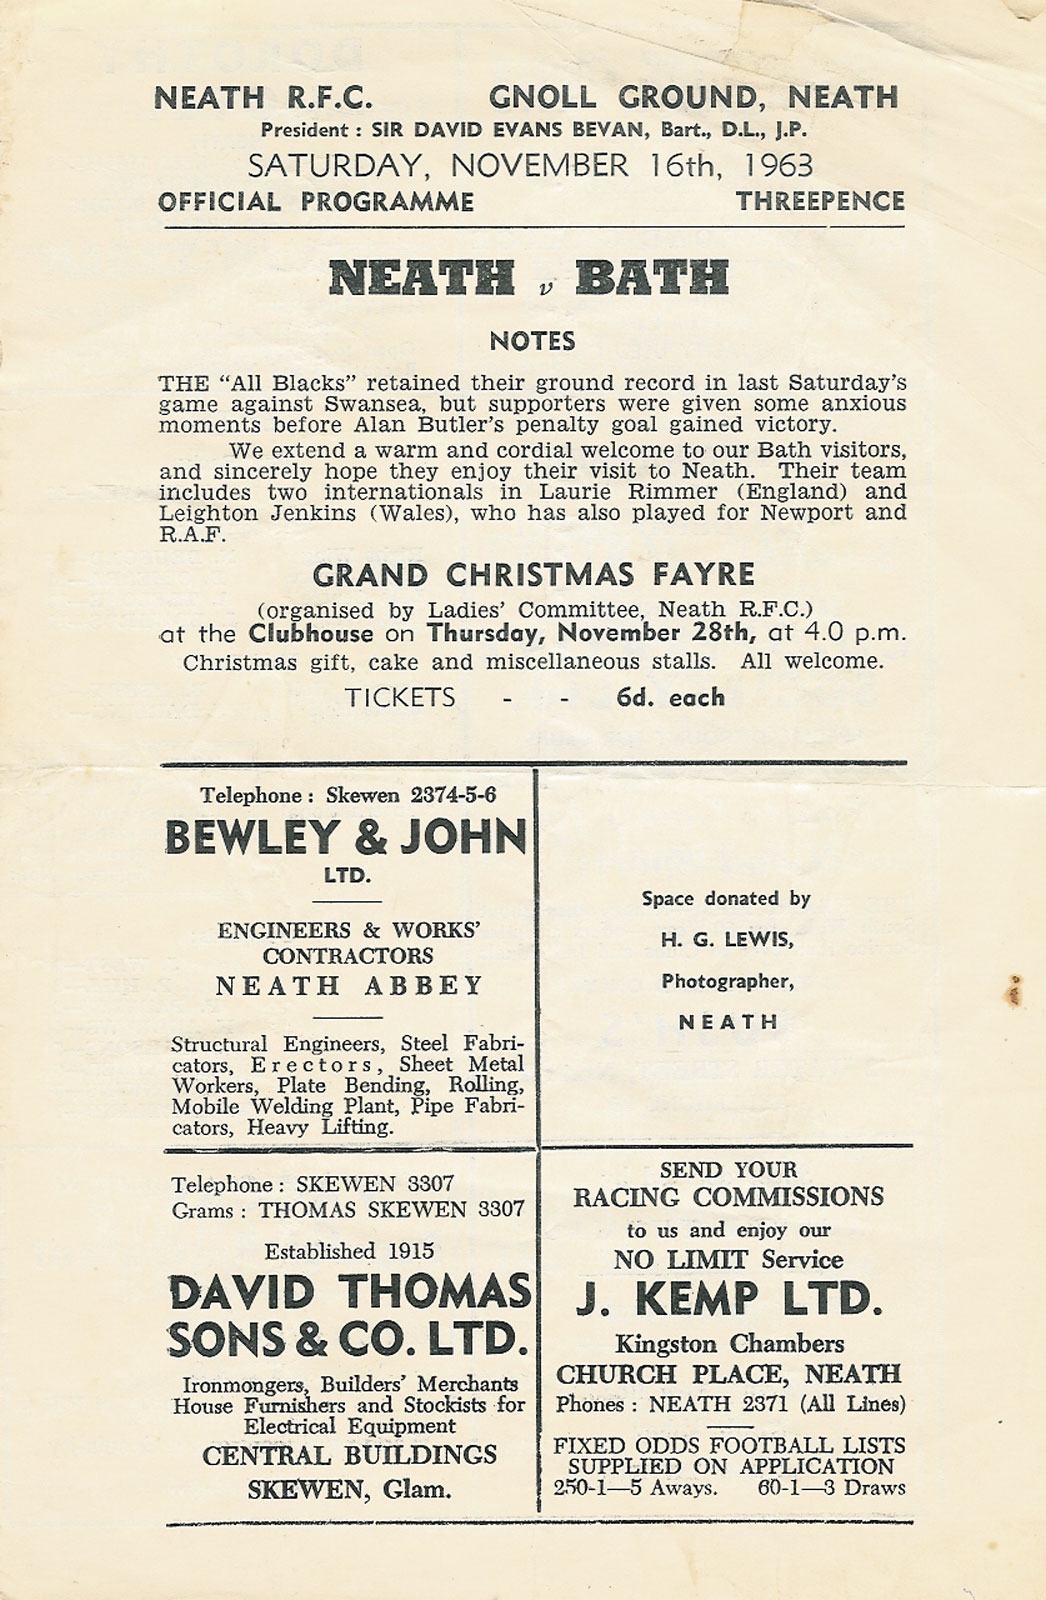 NEATH R.F.C. GNOLL GROUND, NEATH
President : SIR DAVID EVANS BEVAN, Bart., D.L., J.P.
SATURDAY, NOVEMBER 16th, 1963
OFFICIAL PROGRAMME THREEPENCE
NEATH v BATH
NOTES
THE “All Blacks” retained their ground record in last Saturday’s
game against Swansea, but supporters were given some anxious
moments before Alan Butler’s penalty goal gained victory.
We extend a warm and cordial welcome to our Bath visitors,
and sincerely hope they enjoy their visit to Neath. Their team
includes two internationals in Laurie Rimmer (England) and
Leighton Jenkins (Wales), who has also played for Newport and
R.A.F.
GRAND CHRISTMAS FAYRE
(organised by Ladies’ Committee, Neath R.F.C.)
at the Clubhouse on Thursday, November 28th, at 4.0 p.m.
Christmas gift, cake and miscellaneous stalls. All welcome.
TICKETS - - 6d. each
Telephone : Skewen 2374-5-6
BEWLEY & JOHN
LTD.
ENGINEERS & WORKS’
CONTRACTORS
NEATH ABBEY
Structural Engineers, Steel Fabri-
cators, Erectors, Sheet Metal
Workers, Plate Bending, Rolling,
Mobile Welding Plant, Pipe Fabri-
cators, Heavy Lifting.
Space donated by
H. G. LEWIS,
Photographer,
NEATH
Telephone : SKEWEN 3307
Grams : THOMAS SKEWEN 3307
Established 1915
DAVID THOMAS
SONS & CO. LTD.
Ironmongers, Builders’ Merchants
House Furnishers and Stockists for
Electrical Equipment
CENTRAL BUILDINGS
SKEWEN, Glam.
SEND YOUR
RACING COMMISSIONS
to us and enjoy our
NO LIMIT Service
J. KEMP LTD.
Kingston Chambers
CHURCH PLACE, NEATH
Phones : NEATH 2371 (All Lines)
FIXED ODDS FOOTBALL LISTS
SUPPLIED ON APPLICATION
250-1—5 Aways. 60-1—3 Draws